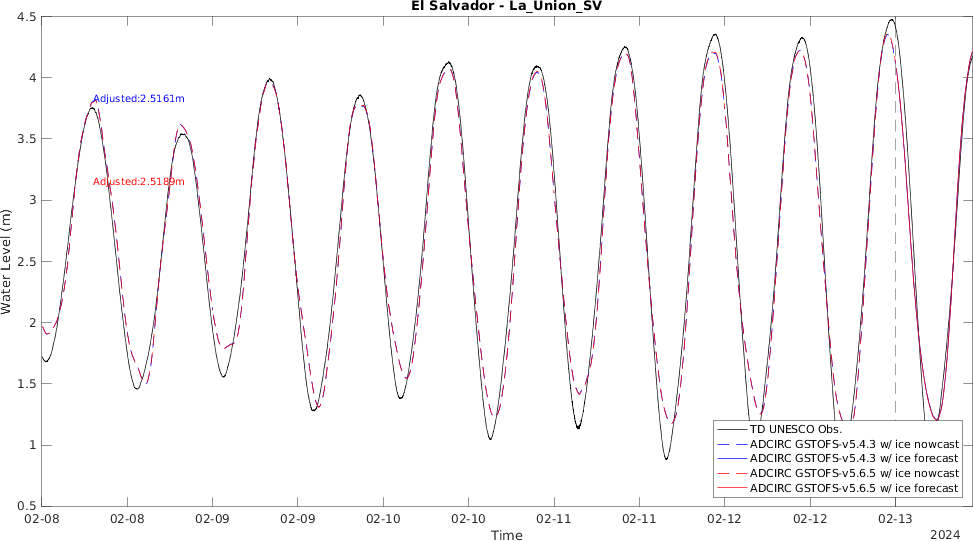 El Salvador - La_Union_SV
4.5
4
3.5
3
2.5
2
1.5
1
0.5
Water Level (m)
Adjusted:2.5161m
Adjusted:2.5189m
TD UNESCO Obs.
ADCIRC GSTOFS-v5.4.3 w/ ice nowcast
ADCIRC GSTOFS-v5.4.3 w/ ice forecast
ADCIRC GSTOFS-v5.6.5 w/ ice nowcast
ADCIRC GSTOFS-v5.6.5 w/ ice forecast
02-08 02-08 02-09 02-09 02-10 02-10 02-11 02-11 02-12 02-12 02-13
Time
2024